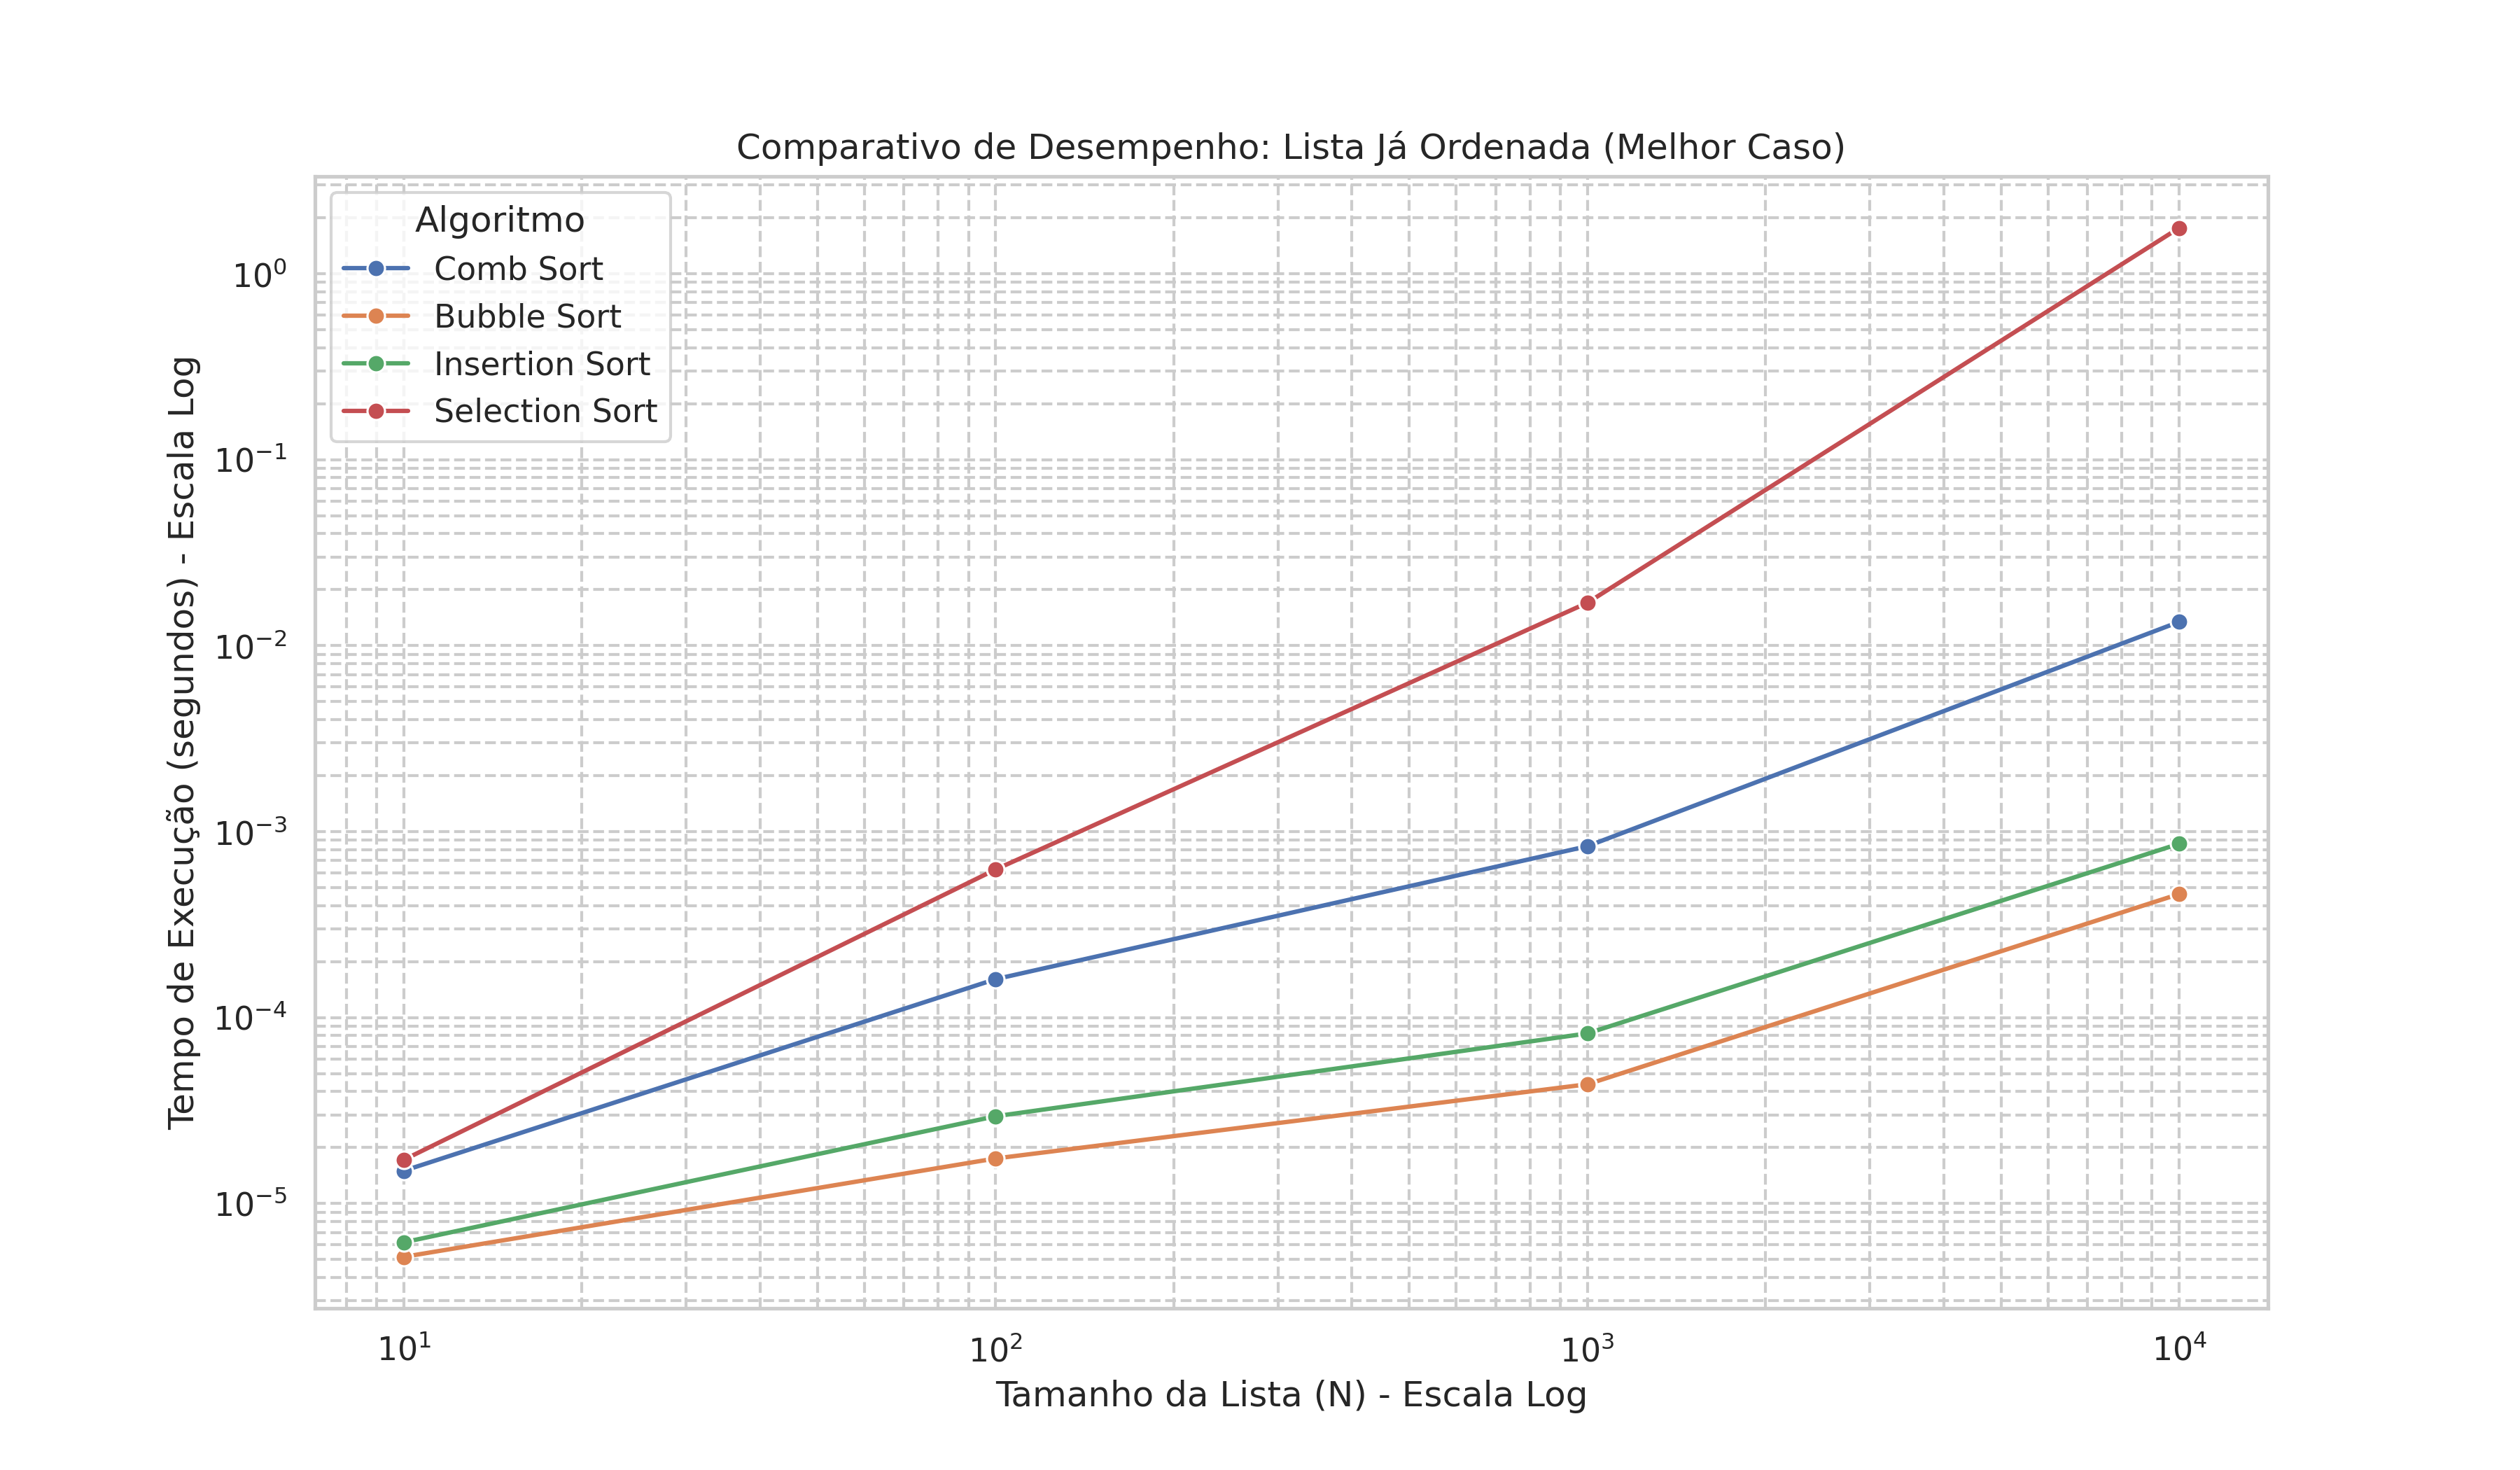 Comparativo de Desempenho: Lista Já Ordenada (Melhor Caso)
Algoritmo
Comb Sort
Bubble Sort
Insertion Sort
Selection Sort
Tempo de Execução (segundos) - Escala Log
10⁰
10⁻¹
10⁻²
10⁻³
10⁻⁴
10⁻⁵
10¹ 10² 10³ 10⁴
Tamanho da Lista (N) - Escala Log